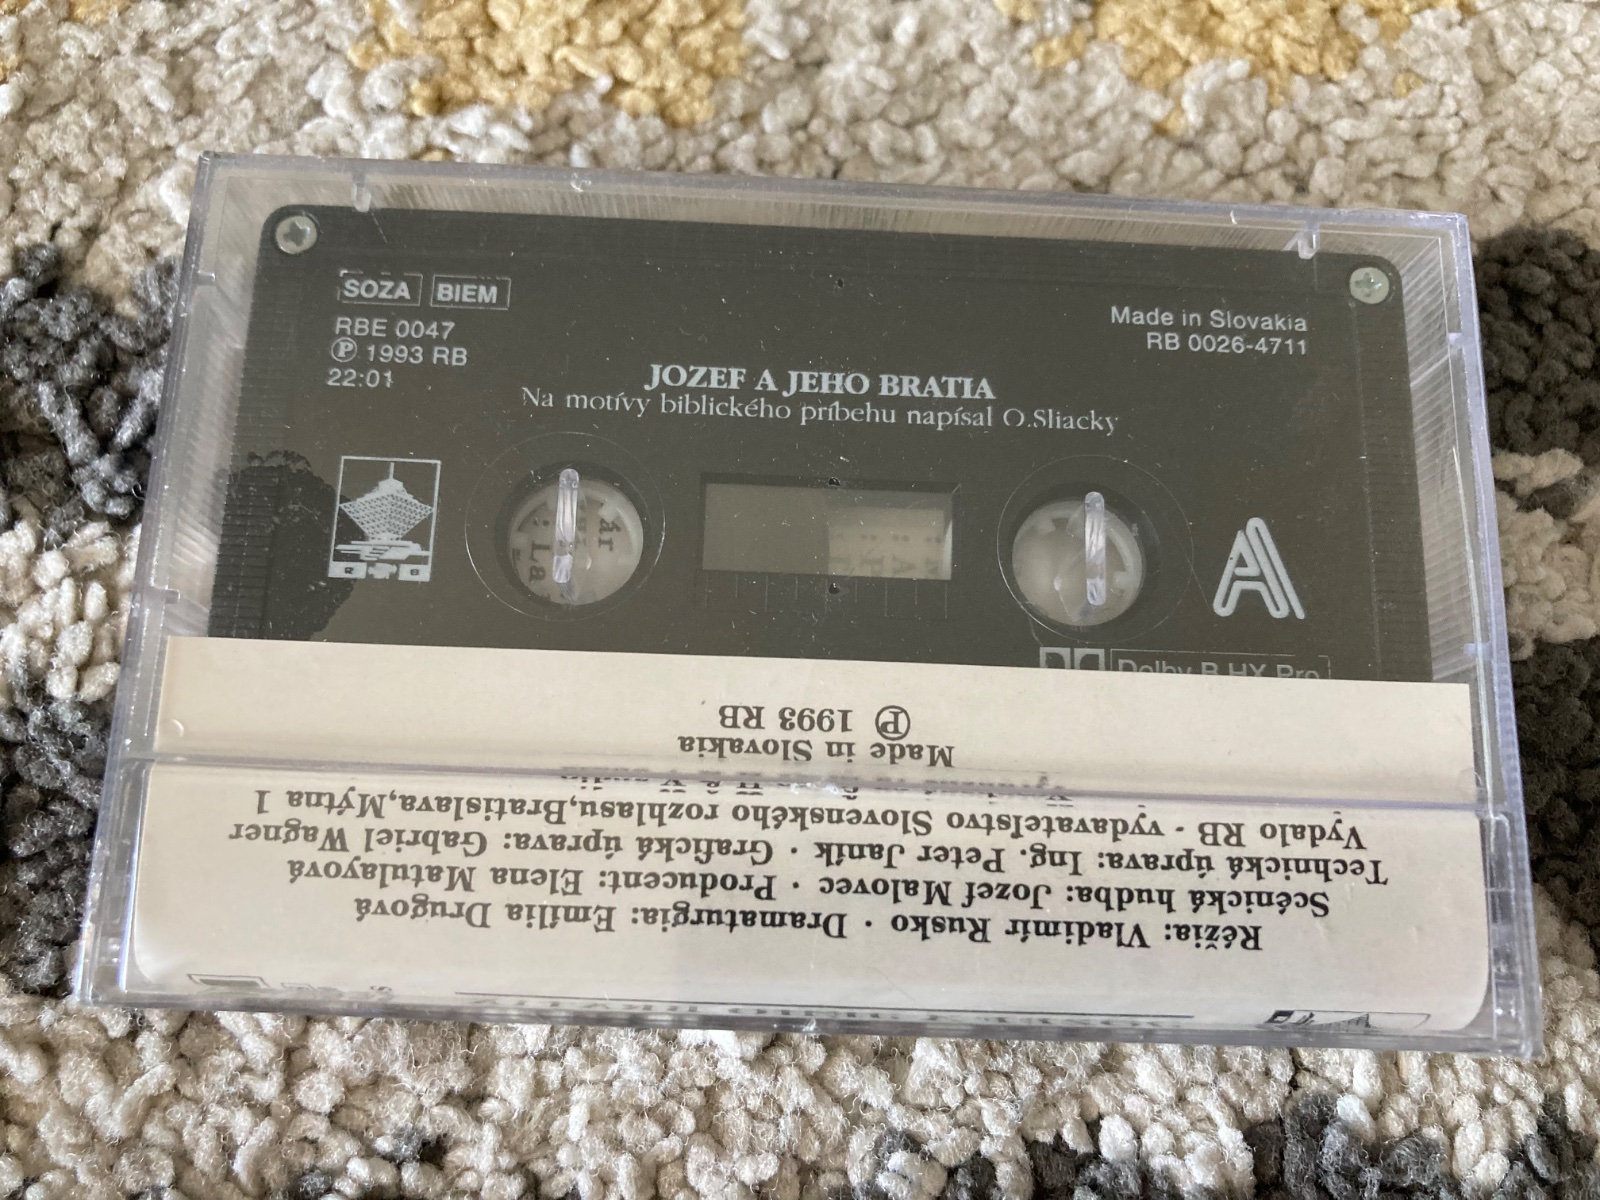 SOZA BIEM
RBE 0047
Ⓟ 1993 RB
22:01
Made in Slovakia
RB 0026-4711
JOZEF A JEHO BRATIA
Na motívy biblického príbehu napísal O.Sliacky
A
Dolby B HX Pro
Réžia: Vladimír Rusko · Dramaturgia: Emília Drugová
Scénická hudba: Jozef Malovec · Producent: Elena Matulayová
Technická úprava: Ing. Peter Janík · Grafická úprava: Gabriel Wagner
Vydalo RB - vydavateľstvo Slovenského rozhlasu,Bratislava,Mýtna 1
Made in Slovakia
Ⓟ 1993 RB